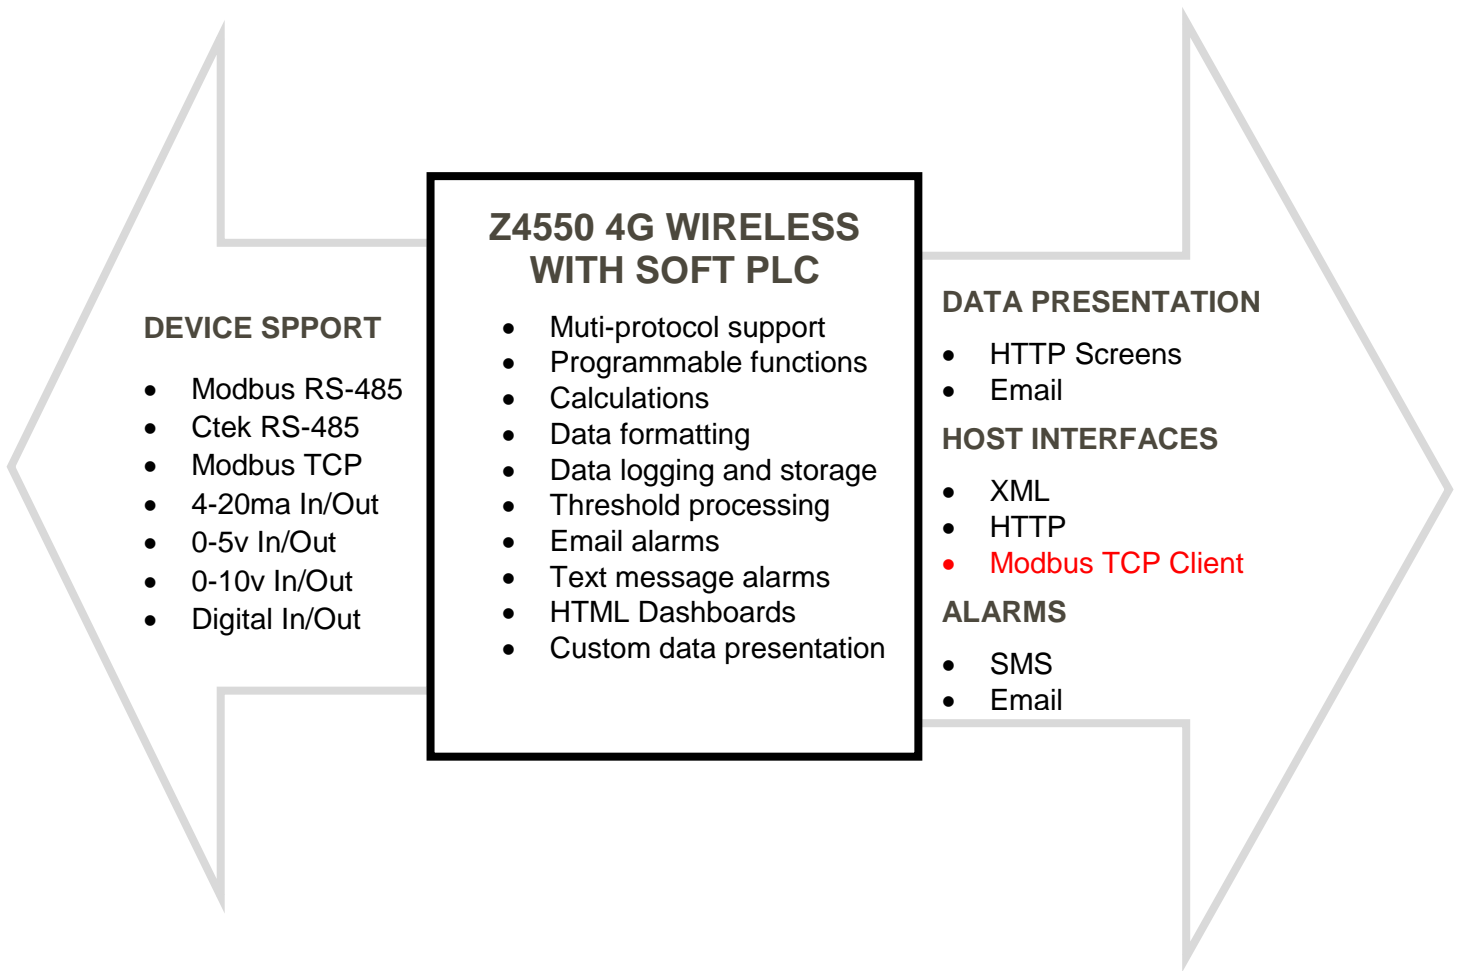 DEVICE SPPORT
• Modbus RS-485
• Ctek RS-485
• Modbus TCP
• 4-20ma In/Out
• 0-5v In/Out
• 0-10v In/Out
• Digital In/Out
Z4550 4G WIRELESS
WITH SOFT PLC
• Muti-protocol support
• Programmable functions
• Calculations
• Data formatting
• Data logging and storage
• Threshold processing
• Email alarms
• Text message alarms
• HTML Dashboards
• Custom data presentation
DATA PRESENTATION
• HTTP Screens
• Email
HOST INTERFACES
• XML
• HTTP
• Modbus TCP Client
ALARMS
• SMS
• Email